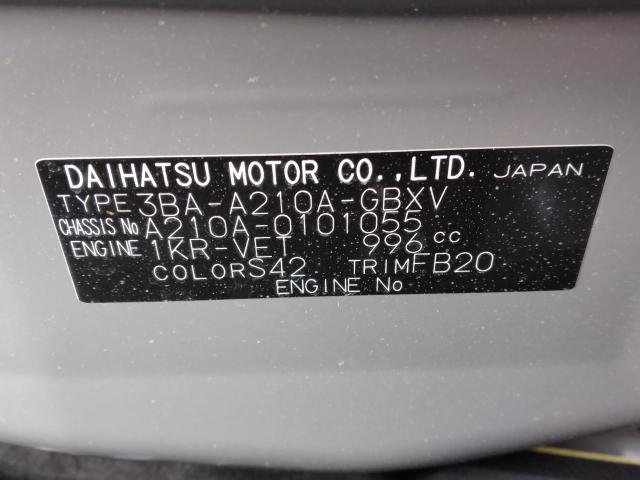 DAIHATSU MOTOR CO.,LTD. JAPAN
TYPE 3BA-A210A-GBXV
CHASSIS No A210A-0101055
ENGINE 1KR-VET 996 cc
COLOR S42 TRIM FB20
ENGINE No